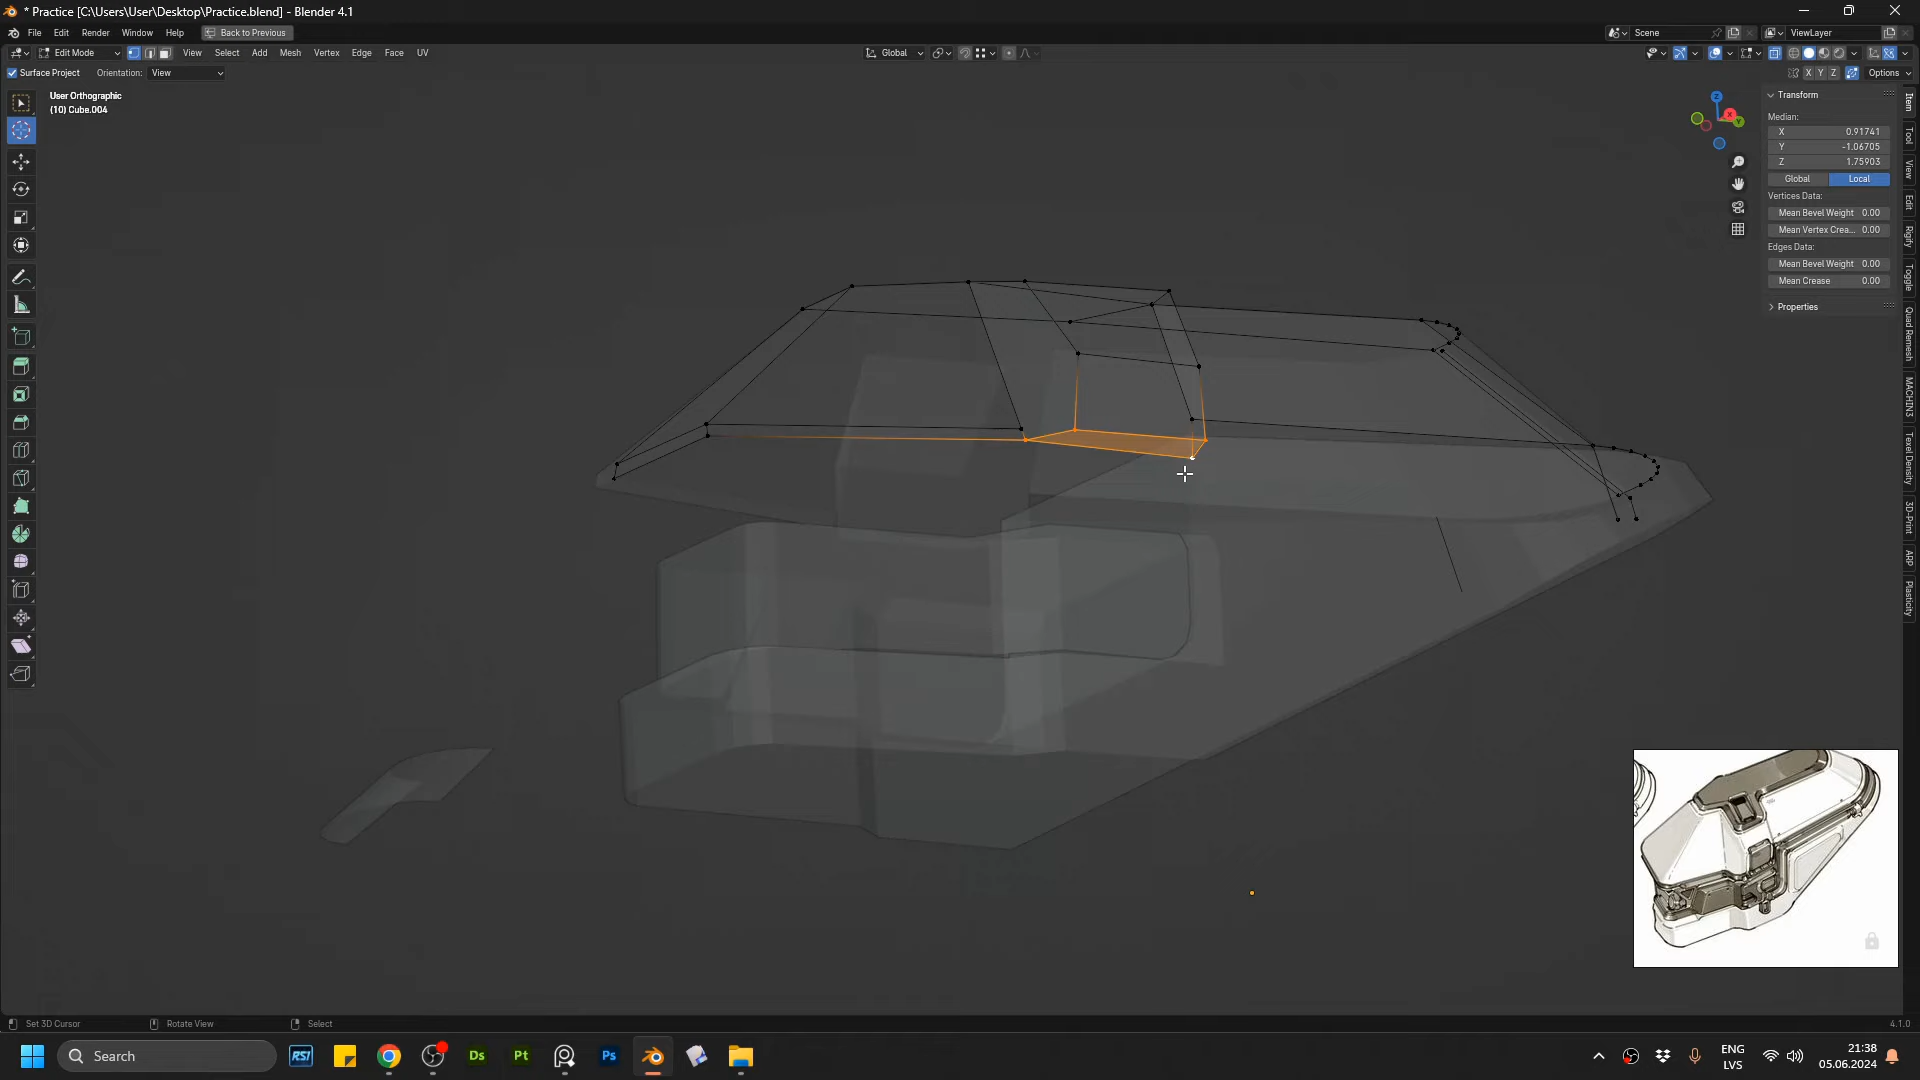 * Practice [C:\Users\User\Desktop\Practice.blend] - Blender 4.1
File Edit Render Window Help Back to Previous
Scene
ViewLayer
Edit Mode View Select Add Mesh Vertex Edge Face UV
Global
Surface Project Orientation: View
X Y Z Options
User Orthographic
(10) Cube.004
Z
X
Y
Transform
Median:
X 0.91741
Y -1.06705
Z 1.75903
Global Local
Vertices Data:
Mean Bevel Weight 0.00
Mean Vertex Crea... 0.00
Edges Data:
Mean Bevel Weight 0.00
Mean Crease 0.00
Properties
Item
Tool
View
Edit
Rigify
Toggle
Quad Remesh
MACHIN3
Texel Density
3D-Print
ARP
Plasticity
Set 3D Cursor Rotate View Select 4.1.0
Search
RSI
Ds
Pt
Ps
ENG
LVS
21:38
05.06.2024